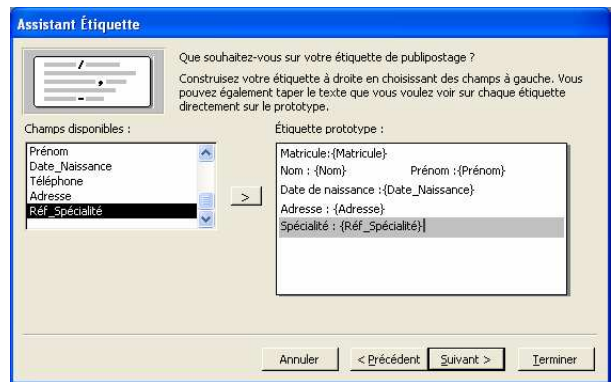 Assistant Étiquette
Que souhaitez-vous sur votre étiquette de publipostage ?
Construisez votre étiquette à droite en choisissant des champs à gauche. Vous
pouvez également taper le texte que vous voulez voir sur chaque étiquette
directement sur le prototype.
Champs disponibles :
Étiquette prototype :
Prénom
Date_Naissance
Téléphone
Adresse
Réf_Spécialité
>
Matricule:{Matricule}
Nom : {Nom} Prénom :{Prénom}
Date de naissance :{Date_Naissance}
Adresse : {Adresse}
Spécialité : {Réf_Spécialité}
Annuler < Précédent Suivant > Terminer